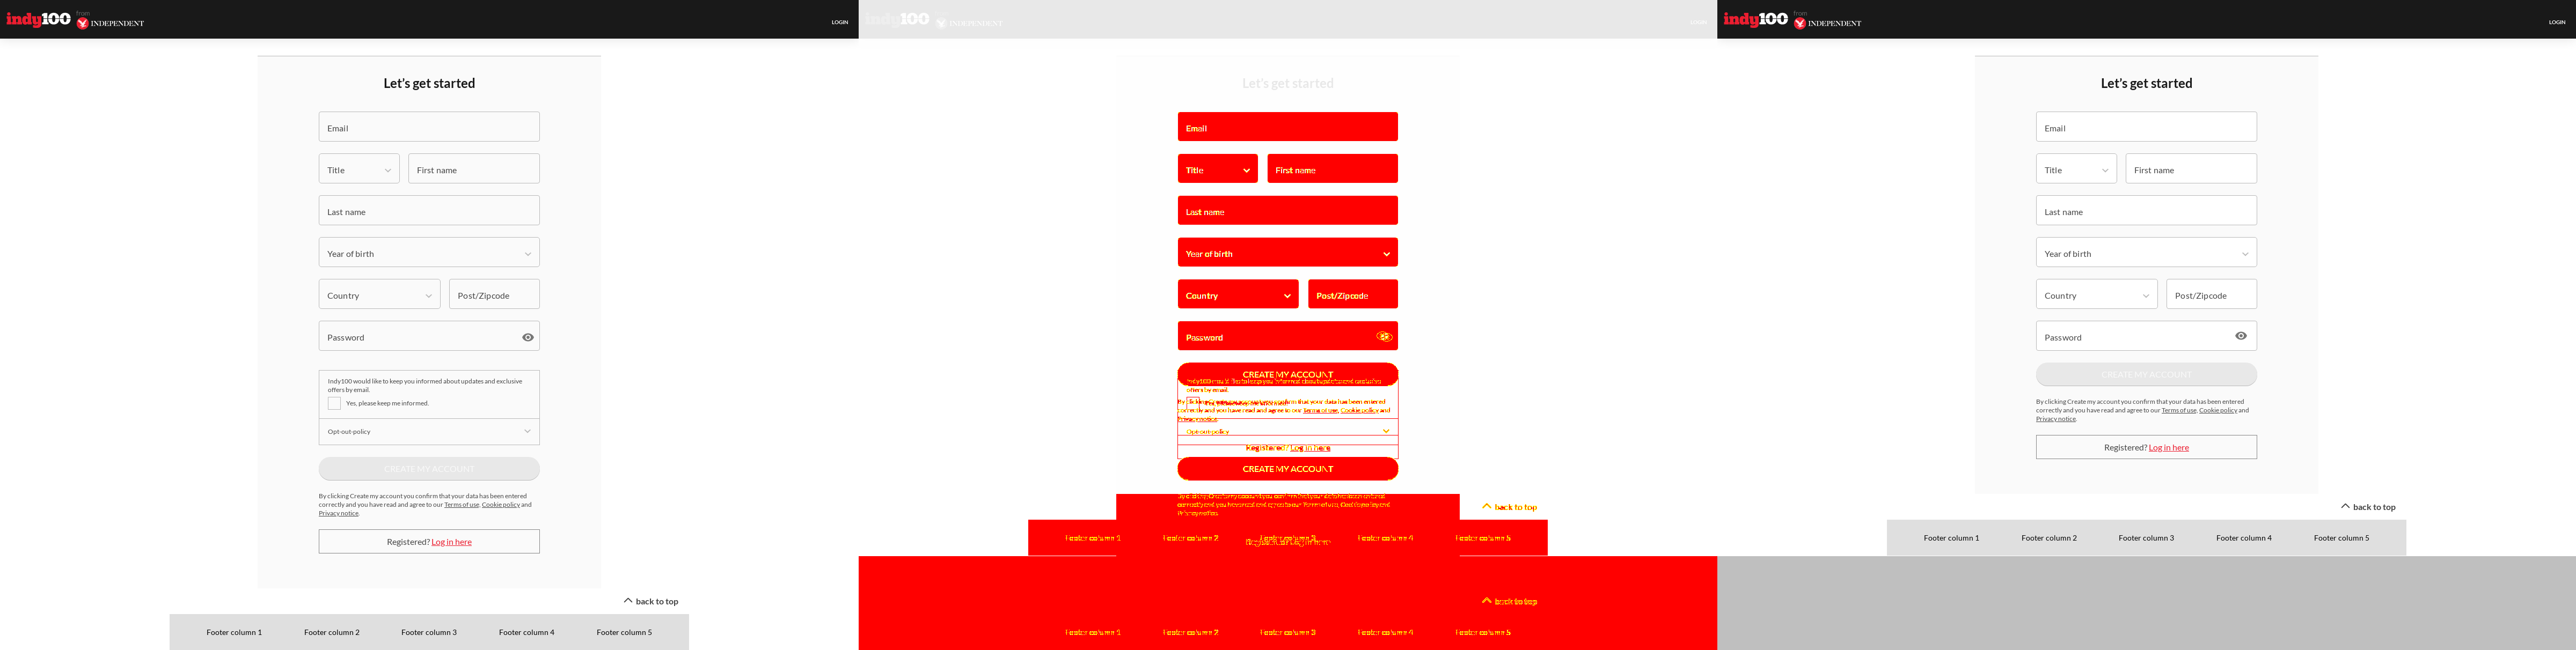 indy100 from INDEPENDENT
LOGIN
Let's get started
Email
Title
First name
Last name
Year of birth
Country
Post/Zipcode
Password
Indy100 would like to keep you informed about updates and exclusive
offers by email.
Yes, please keep me informed.
Opt-out-policy
CREATE MY ACCOUNT
By clicking Create my account you confirm that your data has been entered
correctly and you have read and agree to our Terms of use, Cookie policy and
Privacy notice.
Registered? Log in here
back to top
Footer column 1
Footer column 2
Footer column 3
Footer column 4
Footer column 5
indy100 INDEPENDENT
LOGIN
Let's get started
Email
Title
First name
Last name
Year of birth
Country
Post/Zipcode
Password
CREATE MY ACCOUNT
Opt-out-policy
Registered? Log in here
CREATE MY ACCOUNT
back to top
Footer column 1
Footer column 2
Footer column 3
Footer column 4
Footer column 5
back to top
Footer column 1
Footer column 2
Footer column 3
Footer column 4
Footer column 5
indy100 from INDEPENDENT
LOGIN
Let's get started
Email
Title
First name
Last name
Year of birth
Country
Post/Zipcode
Password
CREATE MY ACCOUNT
By clicking Create my account you confirm that your data has been entered
correctly and you have read and agree to our Terms of use, Cookie policy and
Privacy notice.
Registered? Log in here
back to top
Footer column 1
Footer column 2
Footer column 3
Footer column 4
Footer column 5